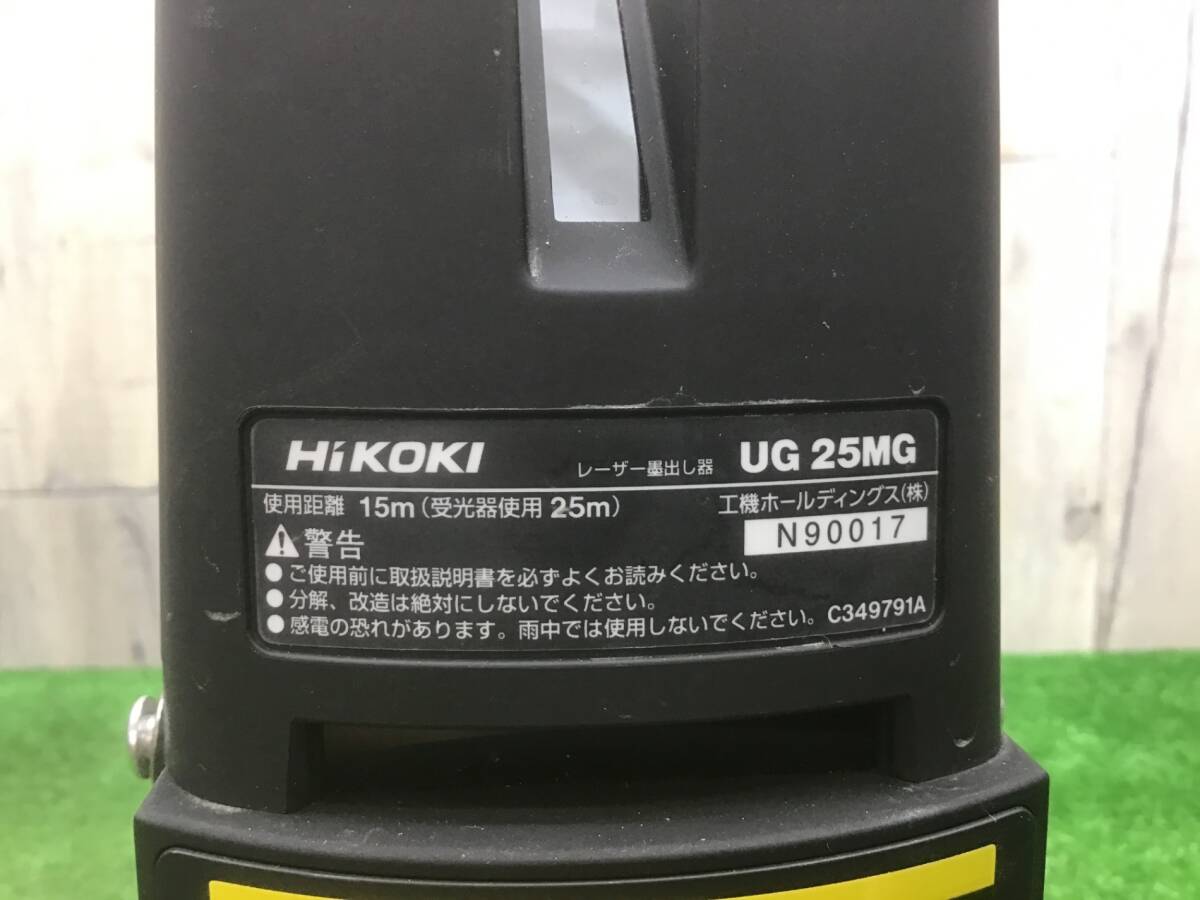 HiKOKI レーザー墨出し器 UG 25MG
使用距離 15m(受光器使用 25m) 工機ホールディングス(株)
警告 N90017
●ご使用前に取扱説明書を必ずよくお読みください。
●分解、改造は絶対にしないでください。
●感電の恐れがあります。雨中では使用しないでください。 C349791A